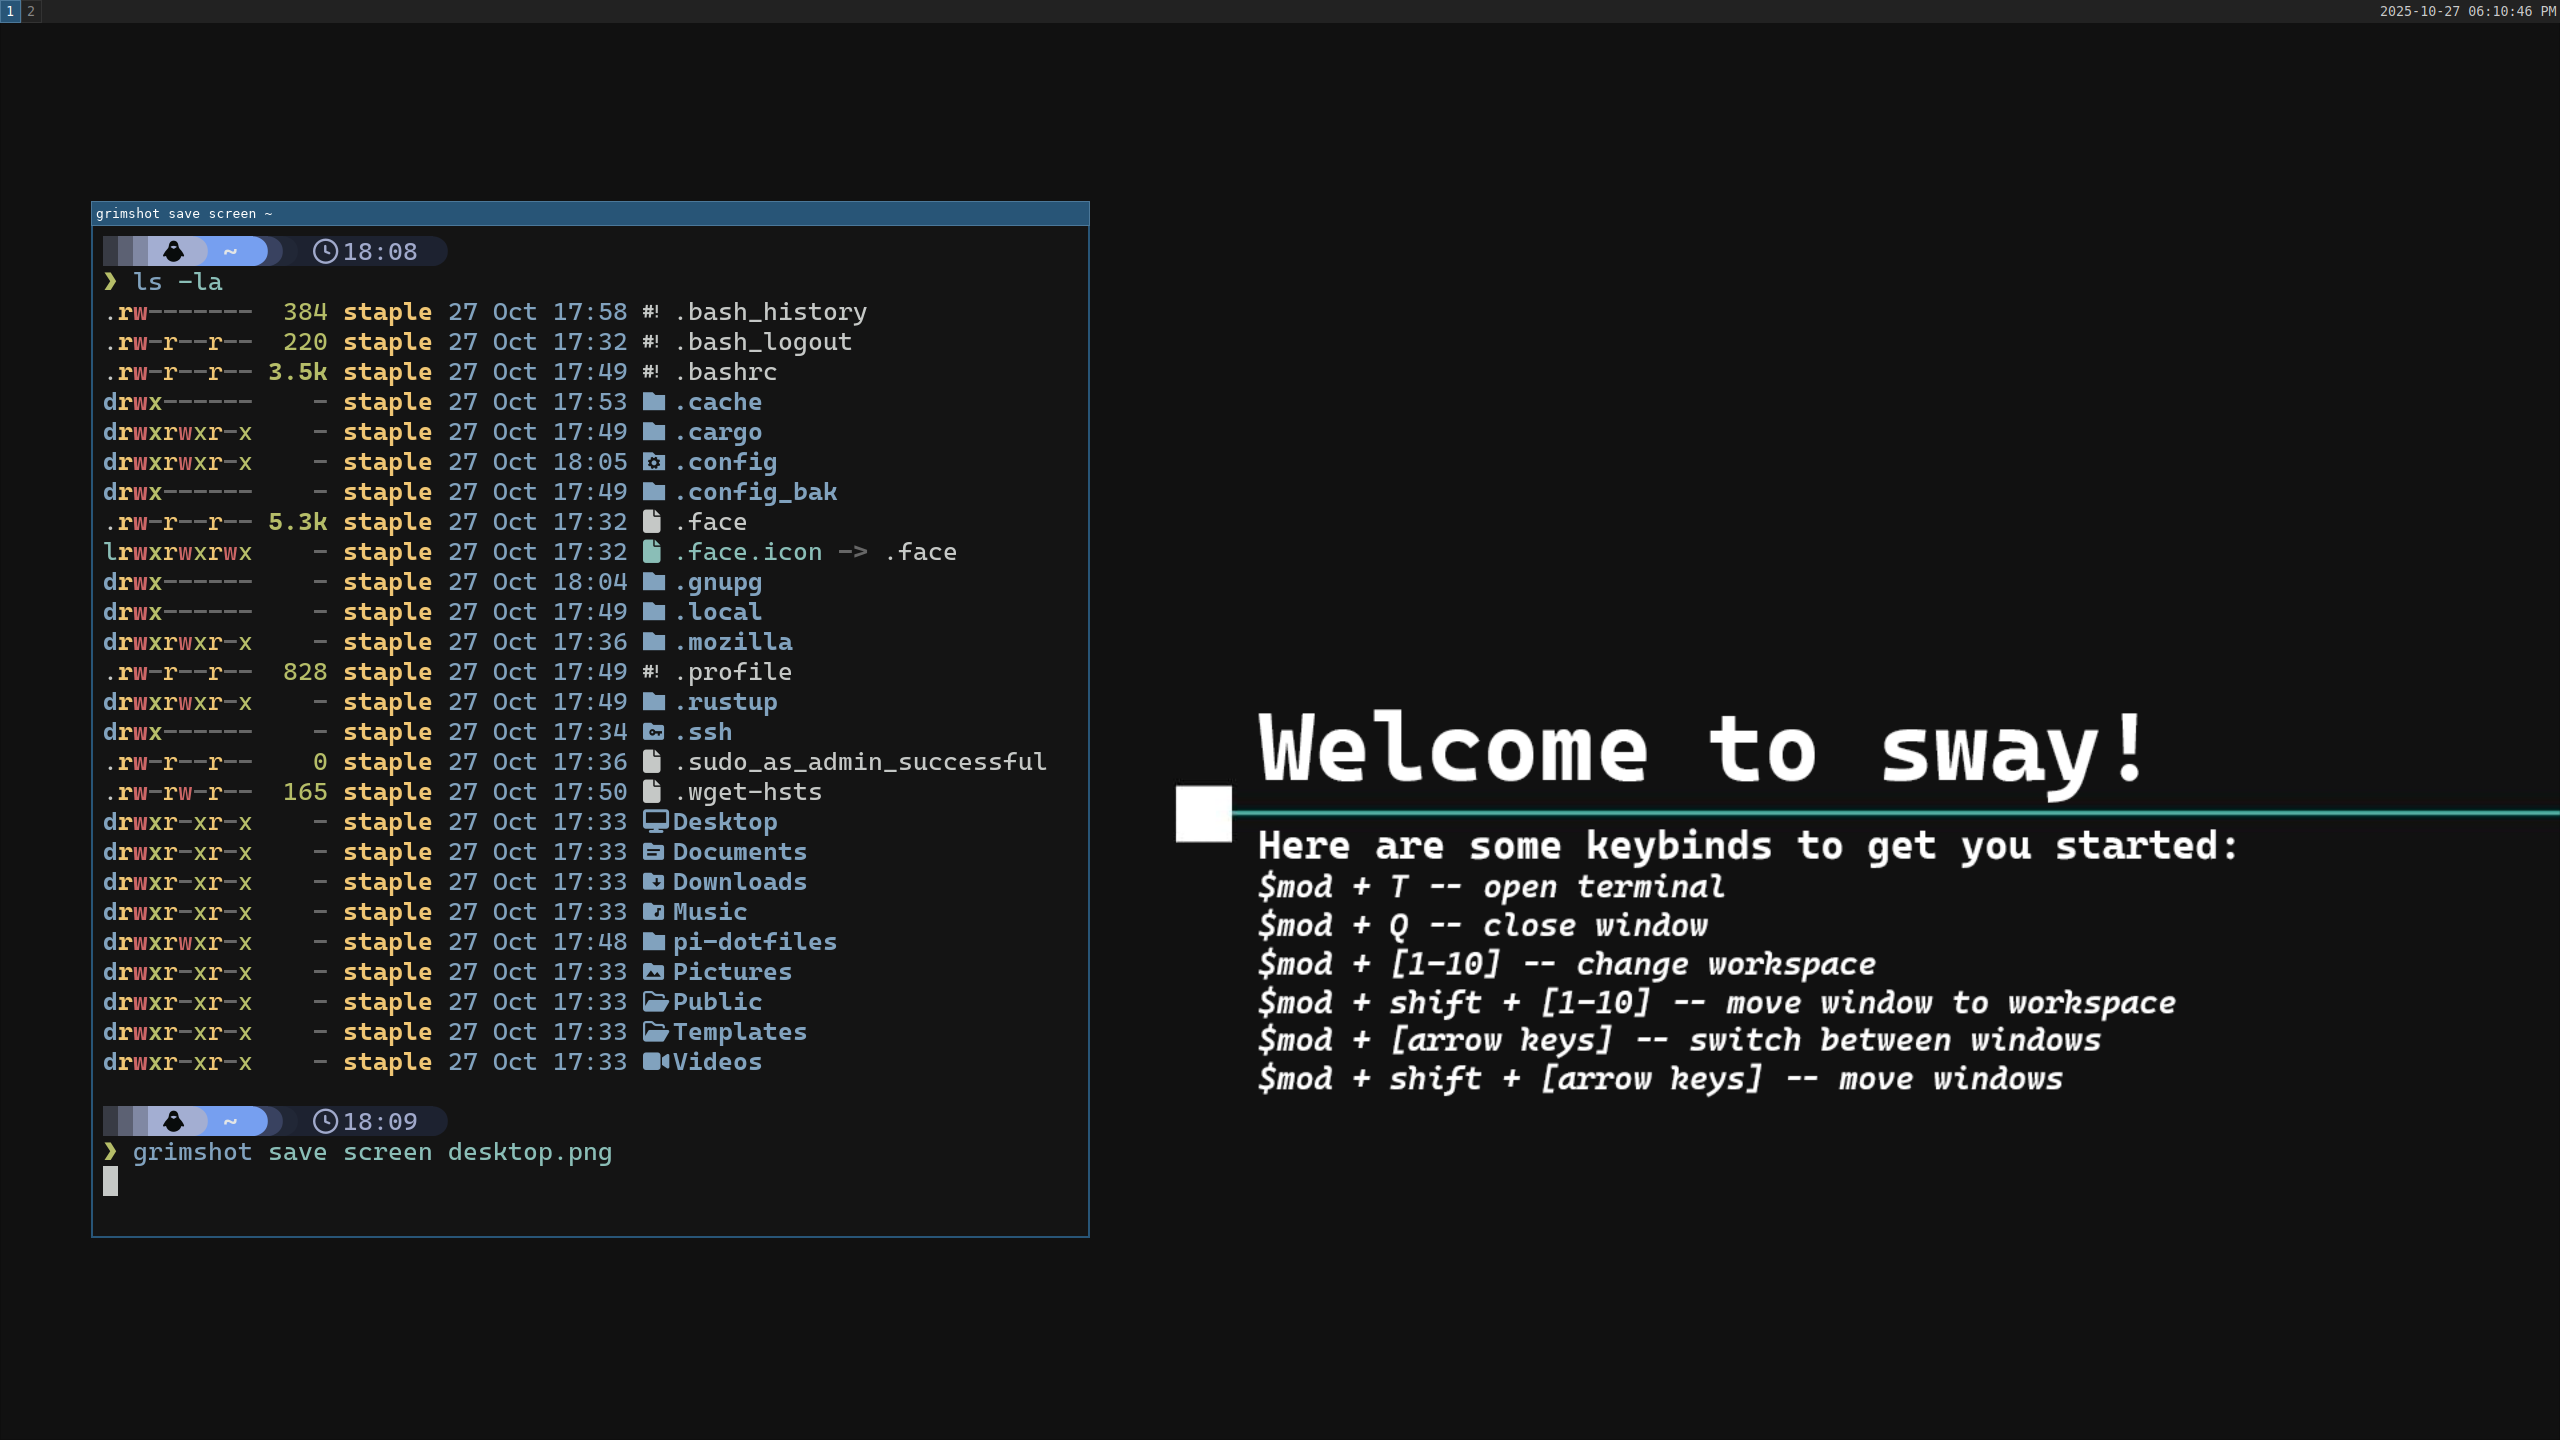 1 2
2025-10-27 06:10:46 PM
grimshot save screen ~
~ 18:08
❯ ls -la
.rw------- 384 staple 27 Oct 17:58 #! .bash_history
.rw-r--r-- 220 staple 27 Oct 17:32 #! .bash_logout
.rw-r--r-- 3.5k staple 27 Oct 17:49 #! .bashrc
drwx------ - staple 27 Oct 17:53 .cache
drwxrwxr-x - staple 27 Oct 17:49 .cargo
drwxrwxr-x - staple 27 Oct 18:05 .config
drwx------ - staple 27 Oct 17:49 .config_bak
.rw-r--r-- 5.3k staple 27 Oct 17:32 .face
lrwxrwxrwx - staple 27 Oct 17:32 .face.icon -> .face
drwx------ - staple 27 Oct 18:04 .gnupg
drwx------ - staple 27 Oct 17:49 .local
drwxrwxr-x - staple 27 Oct 17:36 .mozilla
.rw-r--r-- 828 staple 27 Oct 17:49 #! .profile
drwxrwxr-x - staple 27 Oct 17:49 .rustup
drwx------ - staple 27 Oct 17:34 .ssh
.rw-r--r-- 0 staple 27 Oct 17:36 .sudo_as_admin_successful
.rw-rw-r-- 165 staple 27 Oct 17:50 .wget-hsts
drwxr-xr-x - staple 27 Oct 17:33 Desktop
drwxr-xr-x - staple 27 Oct 17:33 Documents
drwxr-xr-x - staple 27 Oct 17:33 Downloads
drwxr-xr-x - staple 27 Oct 17:33 Music
drwxrwxr-x - staple 27 Oct 17:48 pi-dotfiles
drwxr-xr-x - staple 27 Oct 17:33 Pictures
drwxr-xr-x - staple 27 Oct 17:33 Public
drwxr-xr-x - staple 27 Oct 17:33 Templates
drwxr-xr-x - staple 27 Oct 17:33 Videos
~ 18:09
❯ grimshot save screen desktop.png
Welcome to sway!
Here are some keybinds to get you started:
$mod + T -- open terminal
$mod + Q -- close window
$mod + [1-10] -- change workspace
$mod + shift + [1-10] -- move window to workspace
$mod + [arrow keys] -- switch between windows
$mod + shift + [arrow keys] -- move windows